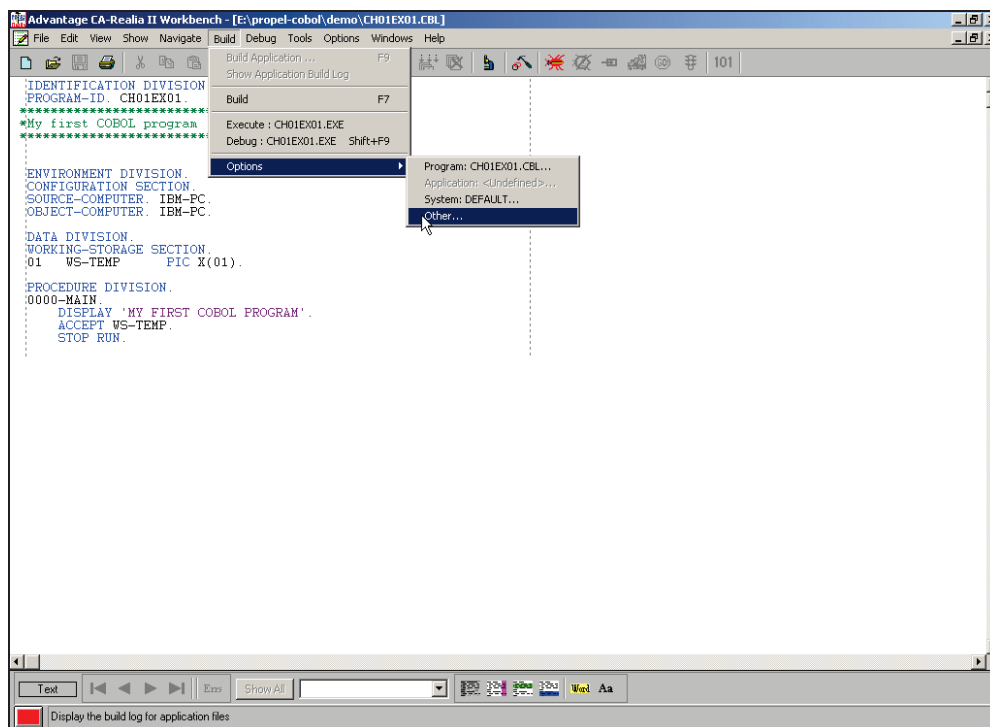 Advantage CA-Realia II Workbench - [E:\propel-cobol\demo\CH01EX01.CBL]
File Edit View Show Navigate Build Debug Tools Options Windows Help
Build Application ... F9
Show Application Build Log
Build F7
Execute : CH01EX01.EXE
Debug : CH01EX01.EXE Shift+F9
Options
Program: CH01EX01.CBL...
Application: <Undefined>...
System: DEFAULT...
Other...
101
IDENTIFICATION DIVISION
PROGRAM-ID. CH01EX01.
*****************************
*My first COBOL program
*****************************
ENVIRONMENT DIVISION.
CONFIGURATION SECTION.
SOURCE-COMPUTER. IBM-PC.
OBJECT-COMPUTER. IBM-PC.
DATA DIVISION.
WORKING-STORAGE SECTION.
01 WS-TEMP PIC X(01).
PROCEDURE DIVISION.
0000-MAIN.
DISPLAY 'MY FIRST COBOL PROGRAM'.
ACCEPT WS-TEMP.
STOP RUN.
Text Show All Word Aa
Display the build log for application files